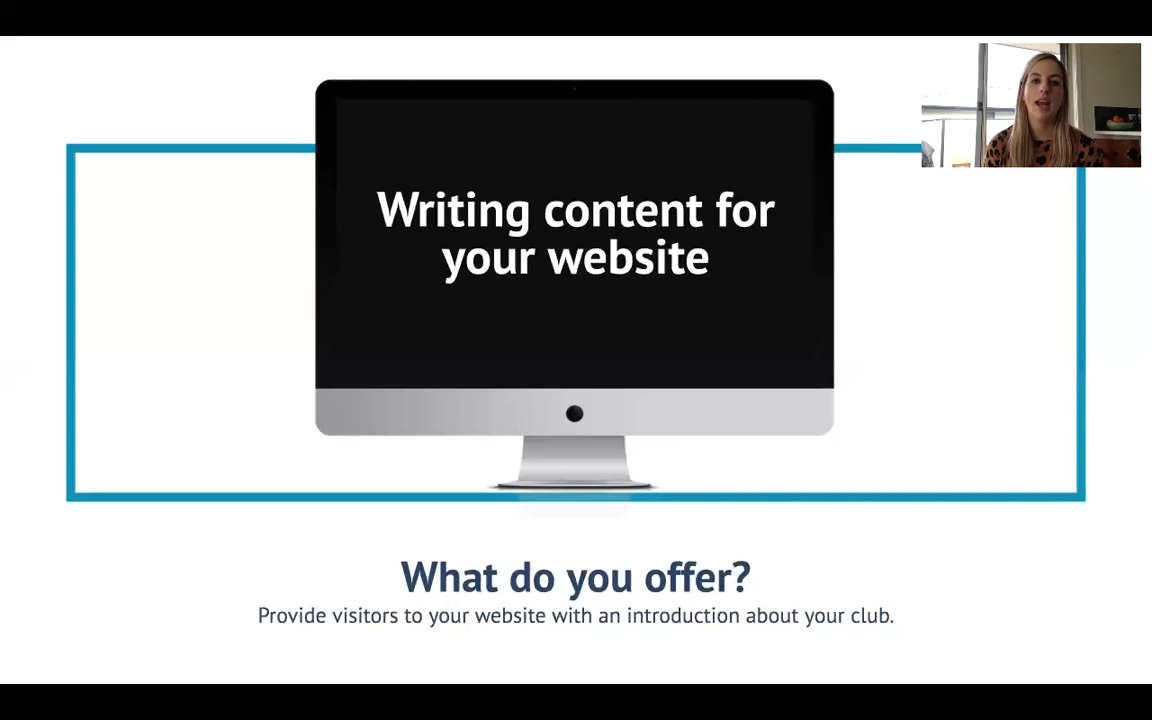 Writing content for
your website
What do you offer?
Provide visitors to your website with an introduction about your club.